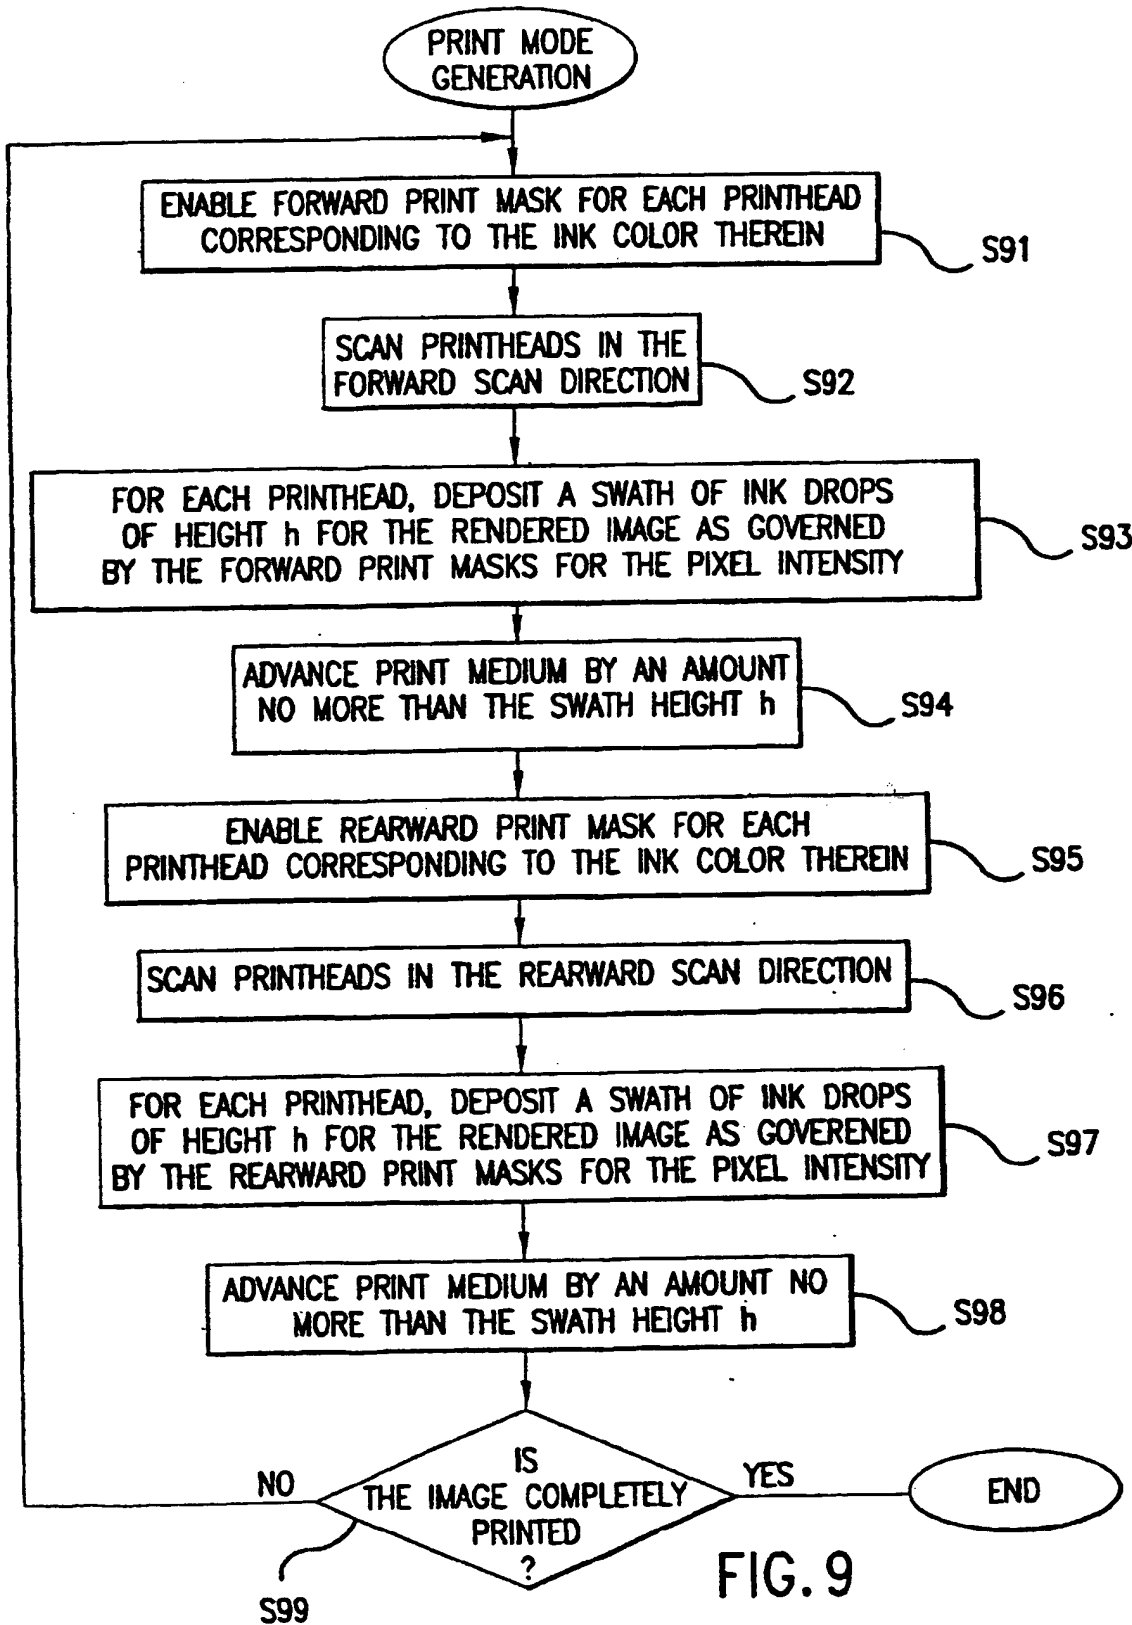 PRINT MODE
GENERATION
ENABLE FORWARD PRINT MASK FOR EACH PRINTHEAD
CORRESPONDING TO THE INK COLOR THEREIN
S91
SCAN PRINTHEADS IN THE
FORWARD SCAN DIRECTION
S92
FOR EACH PRINTHEAD, DEPOSIT A SWATH OF INK DROPS
OF HEIGHT h FOR THE RENDERED IMAGE AS GOVERNED
BY THE FORWARD PRINT MASKS FOR THE PIXEL INTENSITY
S93
ADVANCE PRINT MEDIUM BY AN AMOUNT
NO MORE THAN THE SWATH HEIGHT h
S94
ENABLE REARWARD PRINT MASK FOR EACH
PRINTHEAD CORRESPONDING TO THE INK COLOR THEREIN
S95
SCAN PRINTHEADS IN THE REARWARD SCAN DIRECTION
S96
FOR EACH PRINTHEAD, DEPOSIT A SWATH OF INK DROPS
OF HEIGHT h FOR THE RENDERED IMAGE AS GOVERENED
BY THE REARWARD PRINT MASKS FOR THE PIXEL INTENSITY
S97
ADVANCE PRINT MEDIUM BY AN AMOUNT NO
MORE THAN THE SWATH HEIGHT h
S98
IS
THE IMAGE COMPLETELY
PRINTED
?
NO
YES
END
S99
FIG. 9